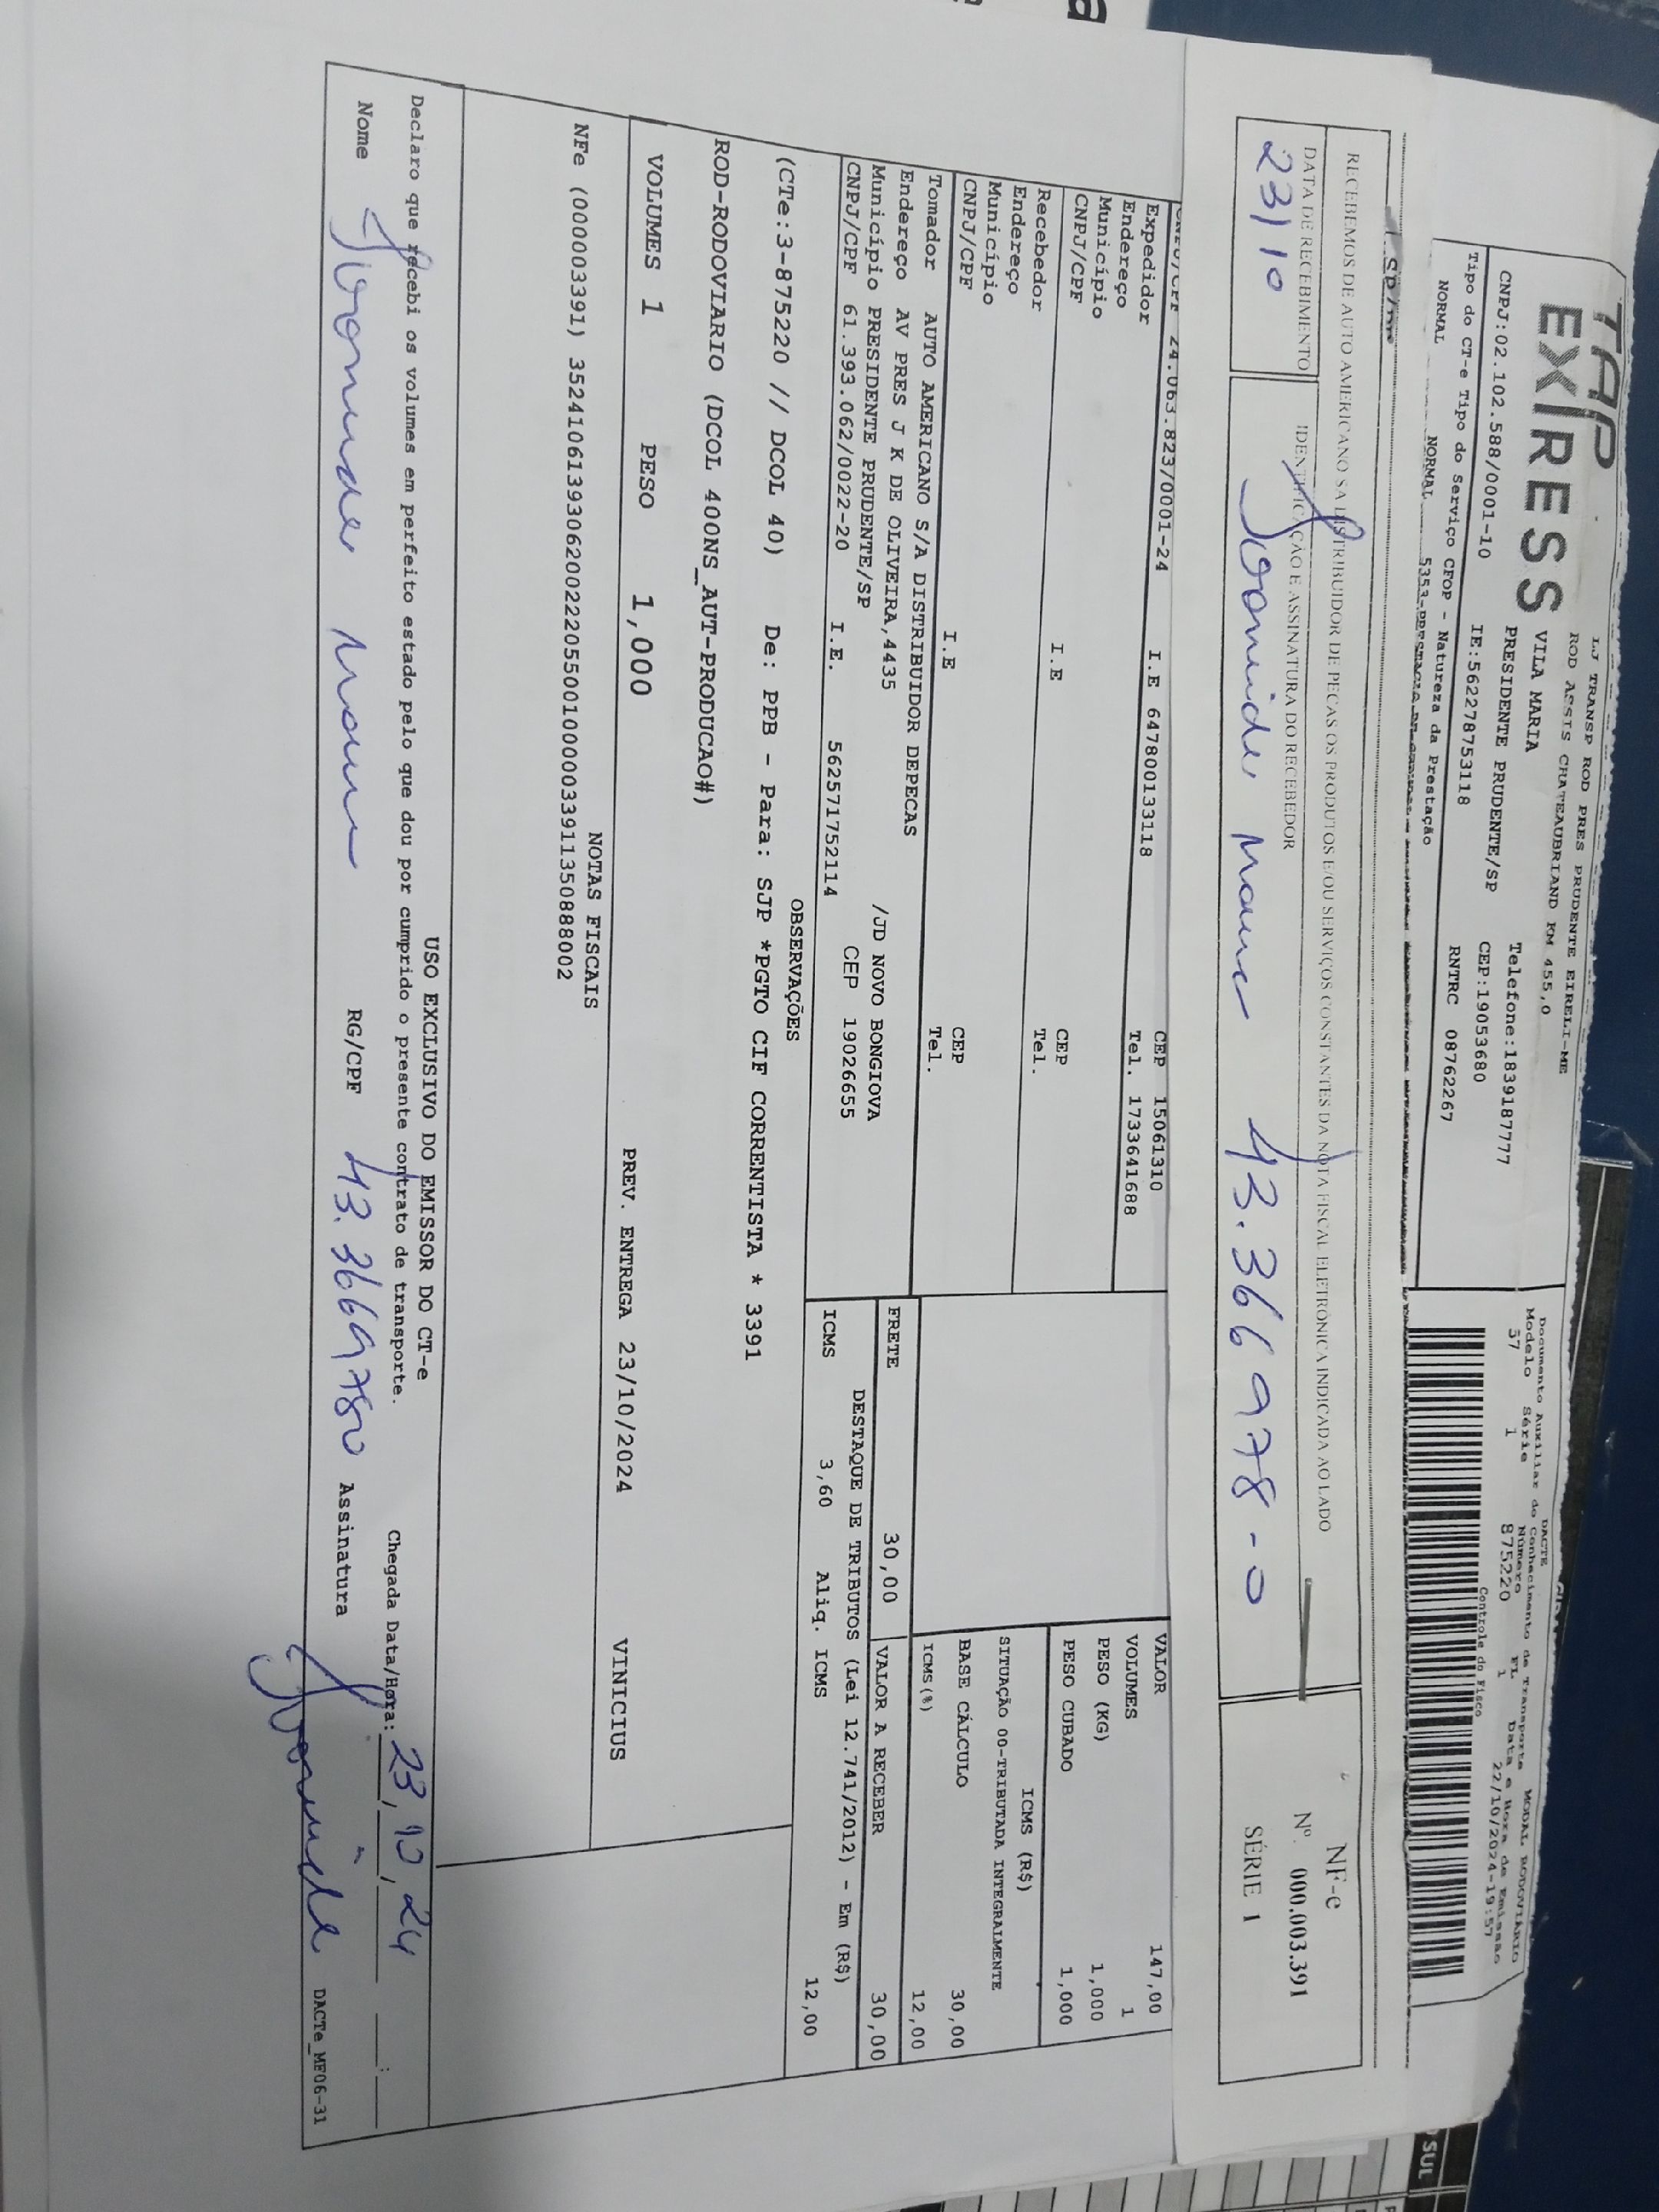 TAP
EXPRESS
LJ TRANSP ROD PRES PRUDENTE EIRELI-ME
ROD ASSIS CHATEAUBRIAND KM 455,0
VILA MARIA
PRESIDENTE PRUDENTE/SP
Telefone:1839187777
CNPJ:02.102.588/0001-10 IE:562278753118 CEP:19053680
Tipo do CT-e Tipo do Serviço CFOP - Natureza da Prestação RNTRC 08762267
NORMAL NORMAL
DACTE
Documento Auxiliar do Conhecimento de Transporte MODAL RODOVIÁRIO
Modelo Série Número FL Data e Hora de Emissão
57 1 875220 1 22/10/2024-19:57
Controle do Fisco
RECEBEMOS DE AUTO AMERICANO SA DISTRIBUIDOR DE PECAS OS PRODUTOS E/OU SERVIÇOS CONSTANTES DA NOTA FISCAL ELETRÔNICA INDICADA AO LADO
DATA DE RECEBIMENTO IDENTIFICAÇÃO E ASSINATURA DO RECEBEDOR
23/10 43.366978-0
NF-e
Nº. 000.003.391
SÉRIE 1
CNPJ/CPF 24.063.823/0001-24 I.E 647800133118 CEP 15061310
Expedidor Tel. 1733641688
Endereço
Município
CNPJ/CPF I.E CEP
Recebedor Tel.
Endereço
Município
CNPJ/CPF I.E CEP
Tel.
VALOR 147,00
VOLUMES 1
PESO (KG) 1,000
PESO CUBADO 1,000
ICMS (R$)
SITUAÇÃO 00-TRIBUTADA INTEGRALMENTE
BASE CÁLCULO 30,00
ICMS(%) 12,00
Tomador AUTO AMERICANO S/A DISTRIBUIDOR DEPECAS
Endereço AV PRES J K DE OLIVEIRA,4435 /JD NOVO BONGIOVA
Município PRESIDENTE PRUDENTE/SP CEP 19026655
CNPJ/CPF 61.393.062/0022-20 I.E. 562571752114
FRETE 30,00 VALOR A RECEBER 30,00
DESTAQUE DE TRIBUTOS (Lei 12.741/2012) - Em (R$)
ICMS 3,60 Aliq. ICMS 12,00
OBSERVAÇÕES
(CTe:3-875220 // DCOL 40) De: PPB - Para: SJP *PGTO CIF CORRENTISTA * 3391
ROD-RODOVIARIO (DCOL 400NS_AUT-PRODUCAO#)
VOLUMES 1 PESO 1,000 PREV. ENTREGA 23/10/2024 VINICIUS
NOTAS FISCAIS
NFe (000003391) 35241061393062002220550010000033911350888002
USO EXCLUSIVO DO EMISSOR DO CT-e
Declaro que recebi os volumes em perfeito estado pelo que dou por cumprido o presente contrato de transporte. Chegada Data/Hora: 23/10/24
Nome RG/CPF 43.3669780 Assinatura
DACTe_MF06-31
SUL